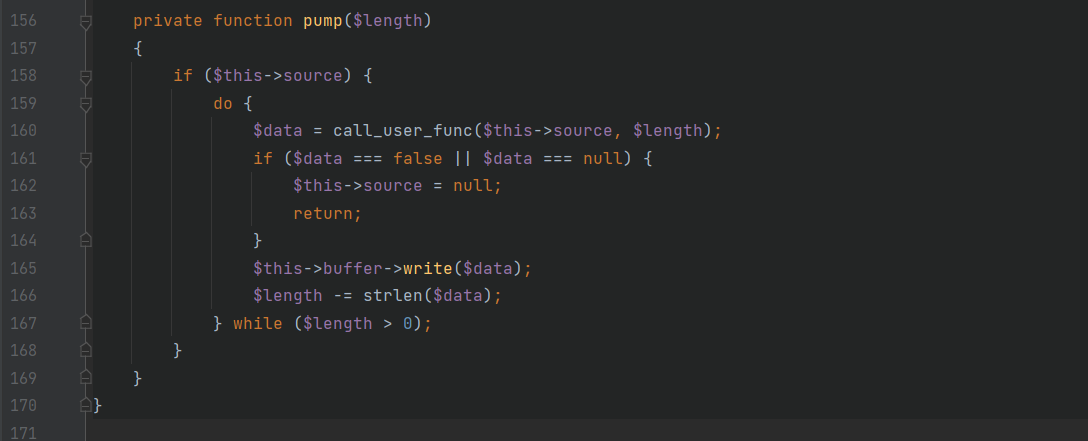 156 private function pump($length)
157 {
158 if ($this->source) {
159 do {
160 $data = call_user_func($this->source, $length);
161 if ($data === false || $data === null) {
162 $this->source = null;
163 return;
164 }
165 $this->buffer->write($data);
166 $length -= strlen($data);
167 } while ($length > 0);
168 }
169 }
170 }
171